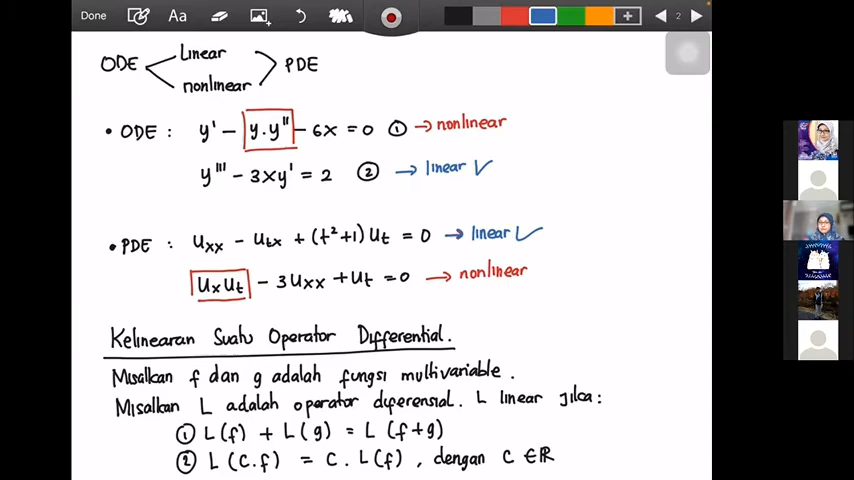 Done
Aa
2
ODE linear
nonlinear PDE
• ODE : y' - y.y" - 6x = 0 ① → nonlinear
y''' - 3xy' = 2 ② → linear ✓
• PDE : Uxx - Utx + (t²+1)Ut = 0 → linear ✓
UxUt - 3Uxx + Ut = 0 → nonlinear
Kelinearan Suatu Operator Differential.
Misalkan f dan g adalah fungsi multivariable.
Misalkan L adalah operator diferensial. L linear jika:
① L(f) + L(g) = L (f+g)
② L(c.f) = c. L(f), dengan c ∈ ℝ